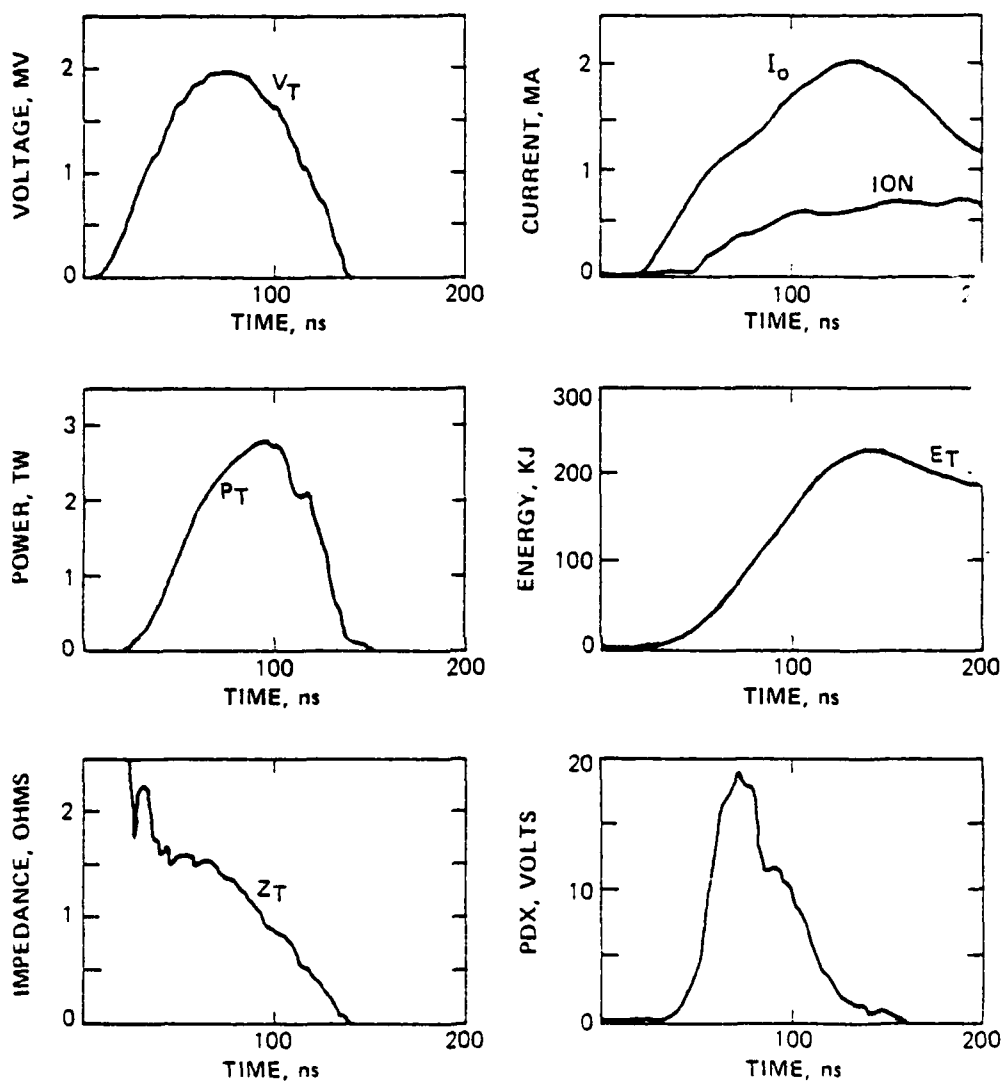 VOLTAGE, MV
2
1
0
V_T
100
200
TIME, ns
CURRENT, MA
2
1
0
I_o
ION
100
TIME, ns
POWER, TW
3
2
1
0
P_T
100
200
TIME, ns
ENERGY, KJ
300
200
100
0
E_T
100
200
TIME, ns
IMPEDANCE, OHMS
2
1
0
Z_T
100
200
TIME, ns
PDX, VOLTS
20
10
0
100
200
TIME, ns